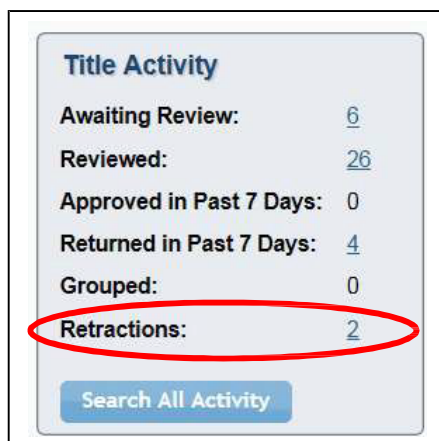 Title Activity
Awaiting Review: 6
Reviewed: 26
Approved in Past 7 Days: 0
Returned in Past 7 Days: 4
Grouped: 0
Retractions: 2
Search All Activity